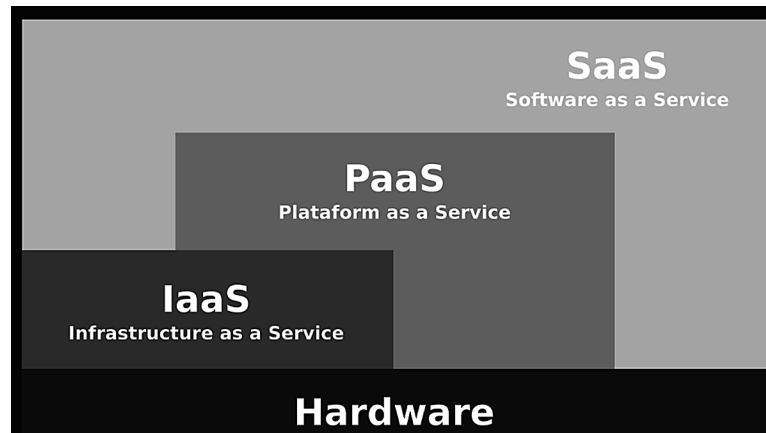 SaaS
Software as a Service
PaaS
Plataform as a Service
IaaS
Infrastructure as a Service
Hardware